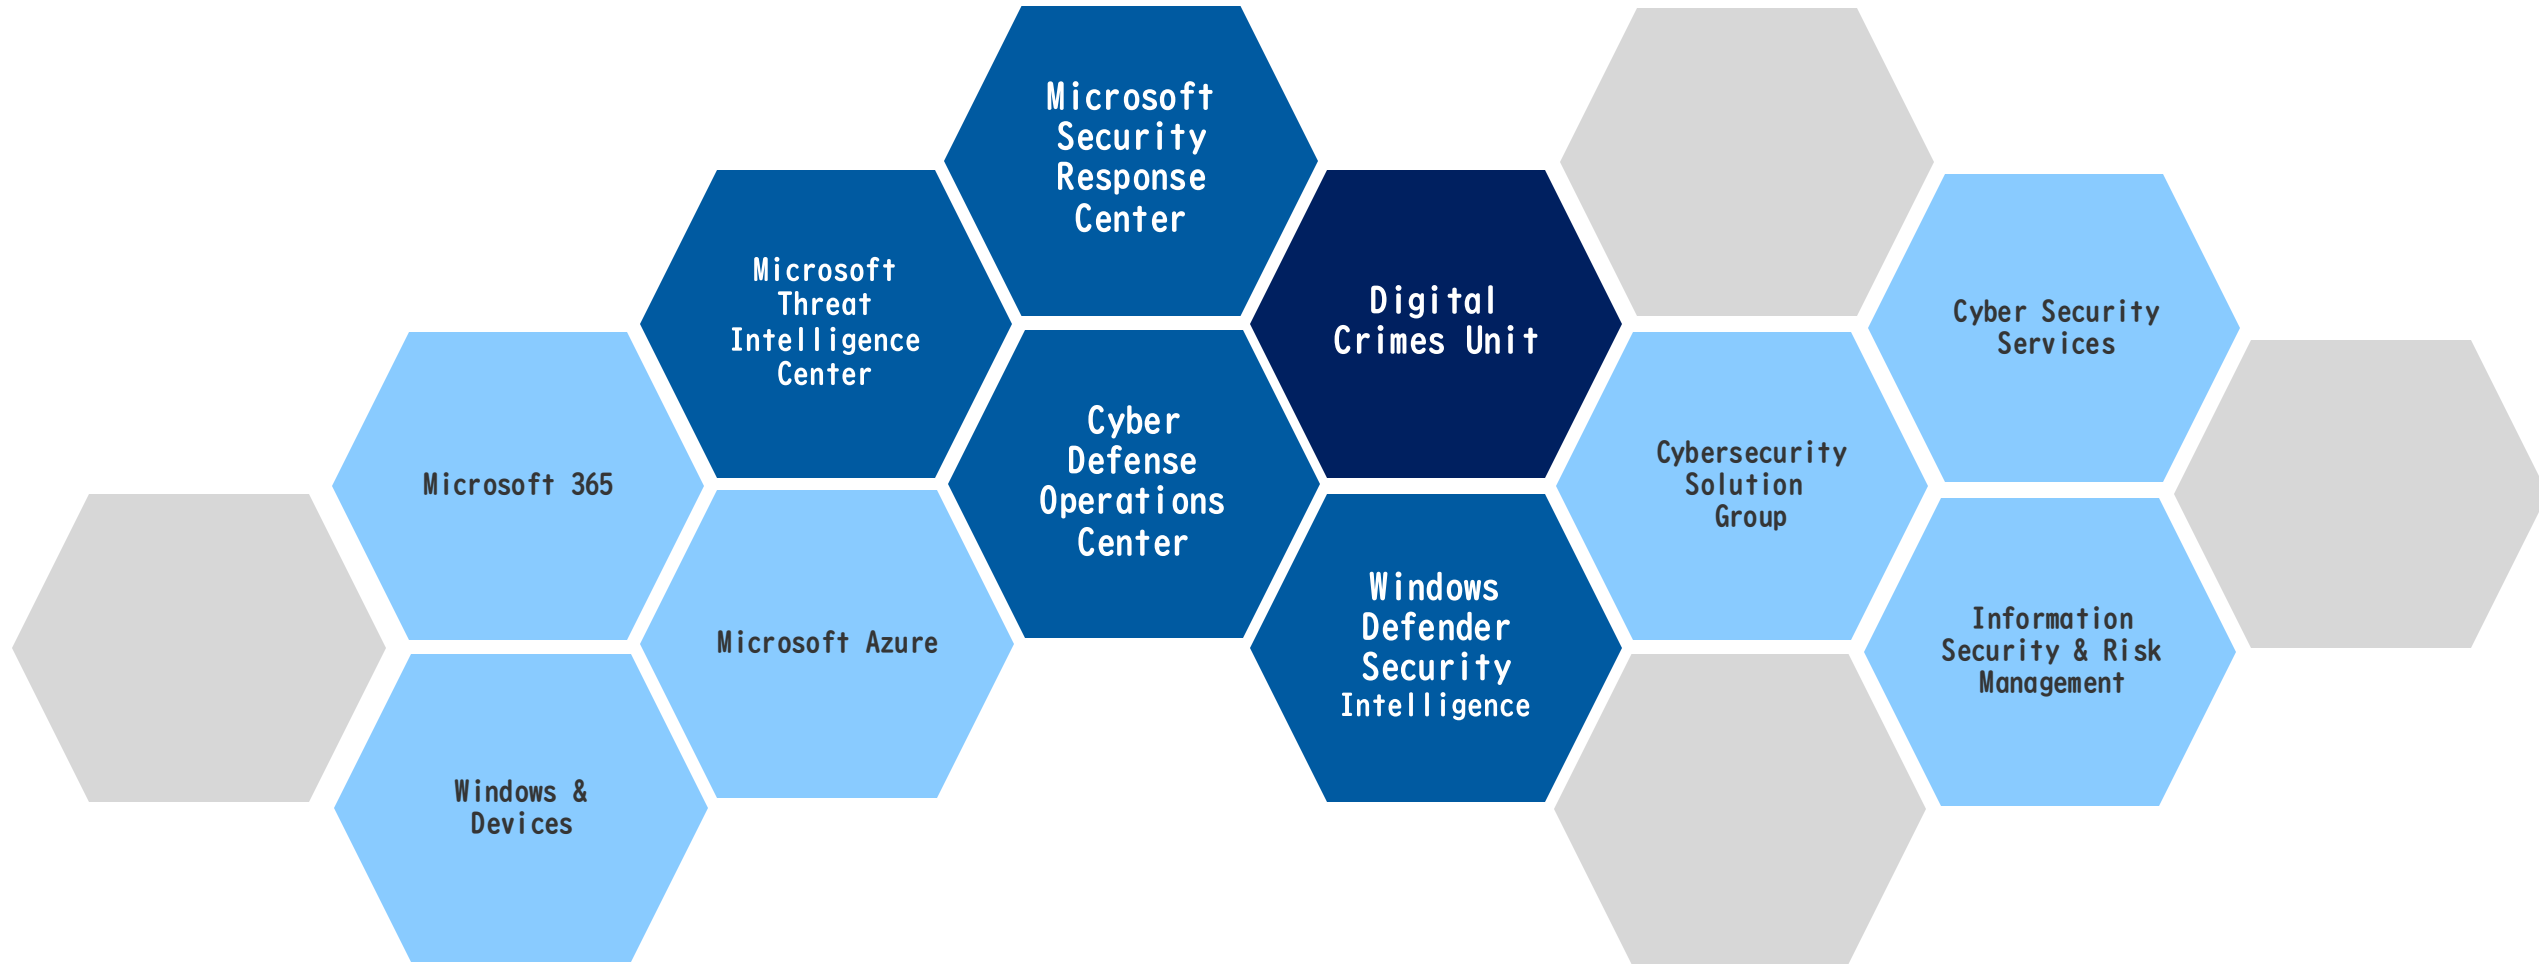 Microsoft
Security
Response
Center
Microsoft
Threat
Intelligence
Center
Digital
Crimes Unit
Cyber Security
Services
Microsoft 365
Cyber
Defense
Operations
Center
Cybersecurity
Solution
Group
Microsoft Azure
Windows
Defender
Security
Intelligence
Information
Security & Risk
Management
Windows &
Devices